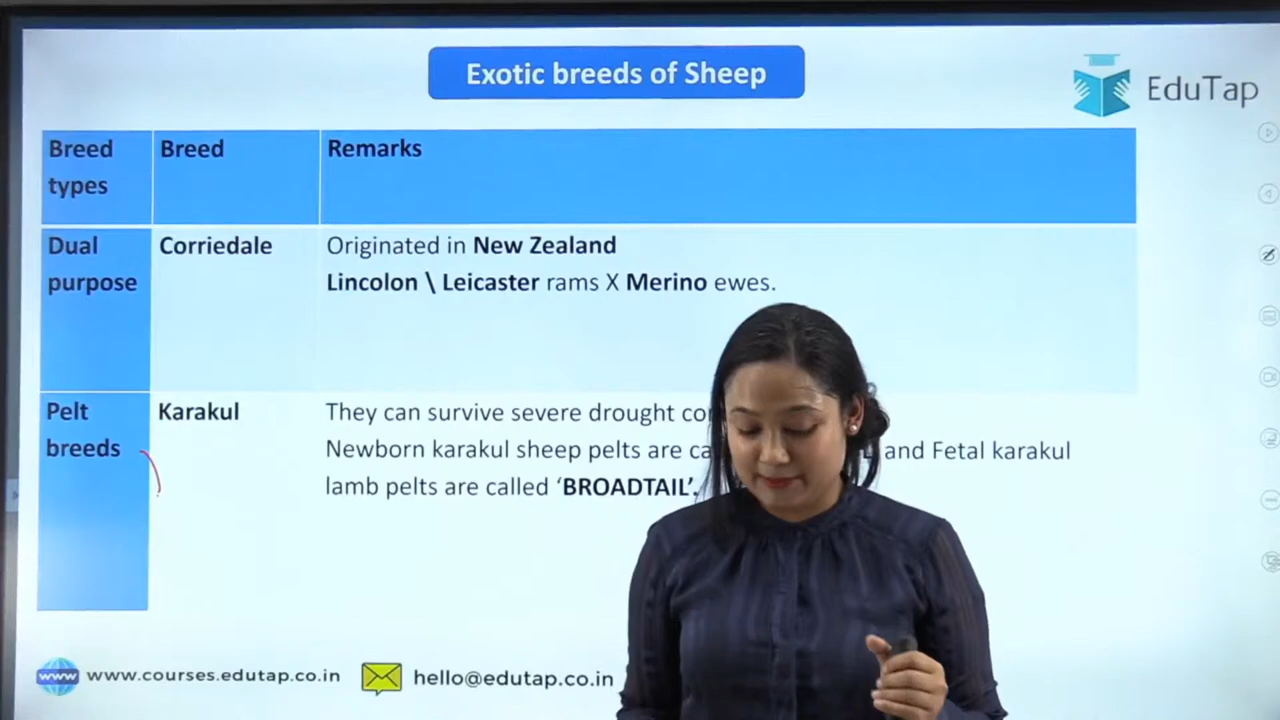 Exotic breeds of Sheep
EduTap
Breed types
Breed
Remarks
Dual purpose
Corriedale
Originated in New Zealand
Lincolon \ Leicaster rams X Merino ewes.
Pelt breeds
Karakul
They can survive severe drought
Newborn karakul sheep pelts are and Fetal karakul
lamb pelts are called ‘BROADTAIL’.
www
www.courses.edutap.co.in
hello@edutap.co.in